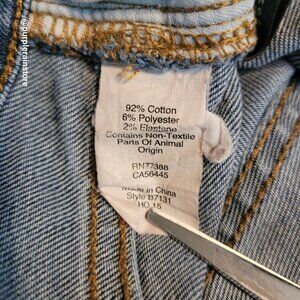 @purplerainstore
92% Cotton
6% Polyester
2% Elastane
Contains Non-Textile
Parts Of Animal
Origin
RN77388
CA56445
Made in China
Style B7131
HO 15